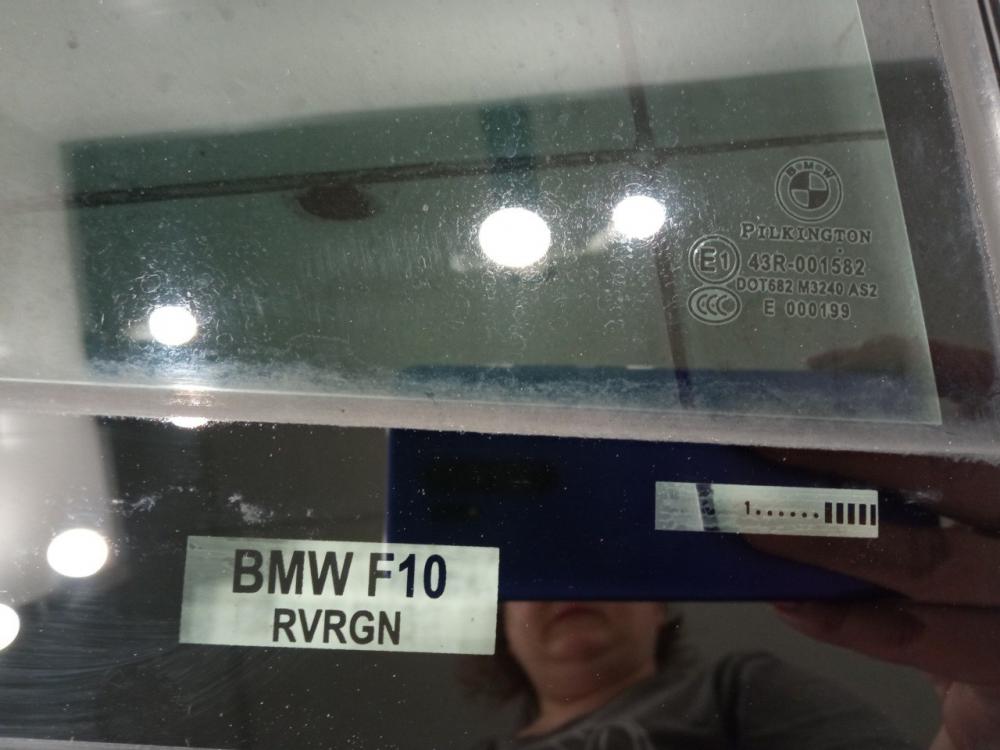 BMW
PILKINGTON
E1 43R-001582
DOT682 M3240 AS2
CCC E 000199
1......
BMW F10
RVRGN